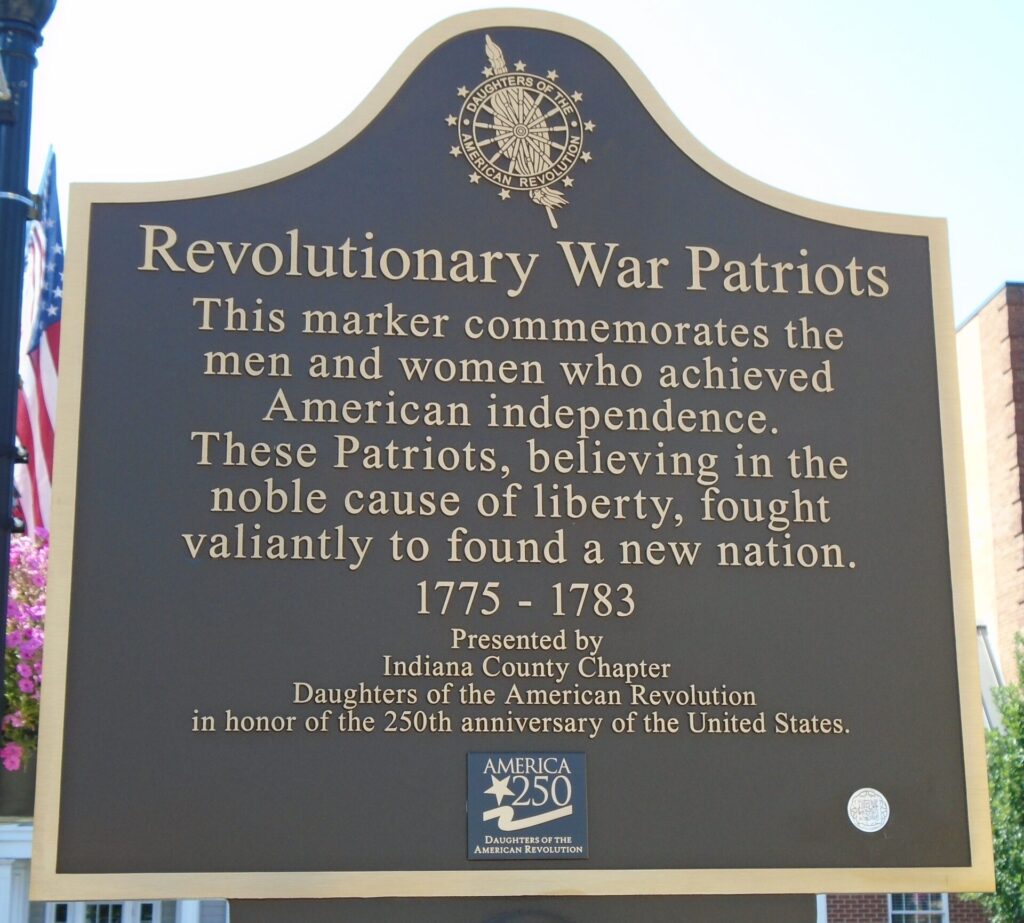 DAUGHTERS OF THE
AMERICAN REVOLUTION
Revolutionary War Patriots
This marker commemorates the
men and women who achieved
American independence.
These Patriots, believing in the
noble cause of liberty, fought
valiantly to found a new nation.
1775 - 1783
Presented by
Indiana County Chapter
Daughters of the American Revolution
in honor of the 250th anniversary of the United States.
AMERICA
250
DAUGHTERS OF THE
AMERICAN REVOLUTION